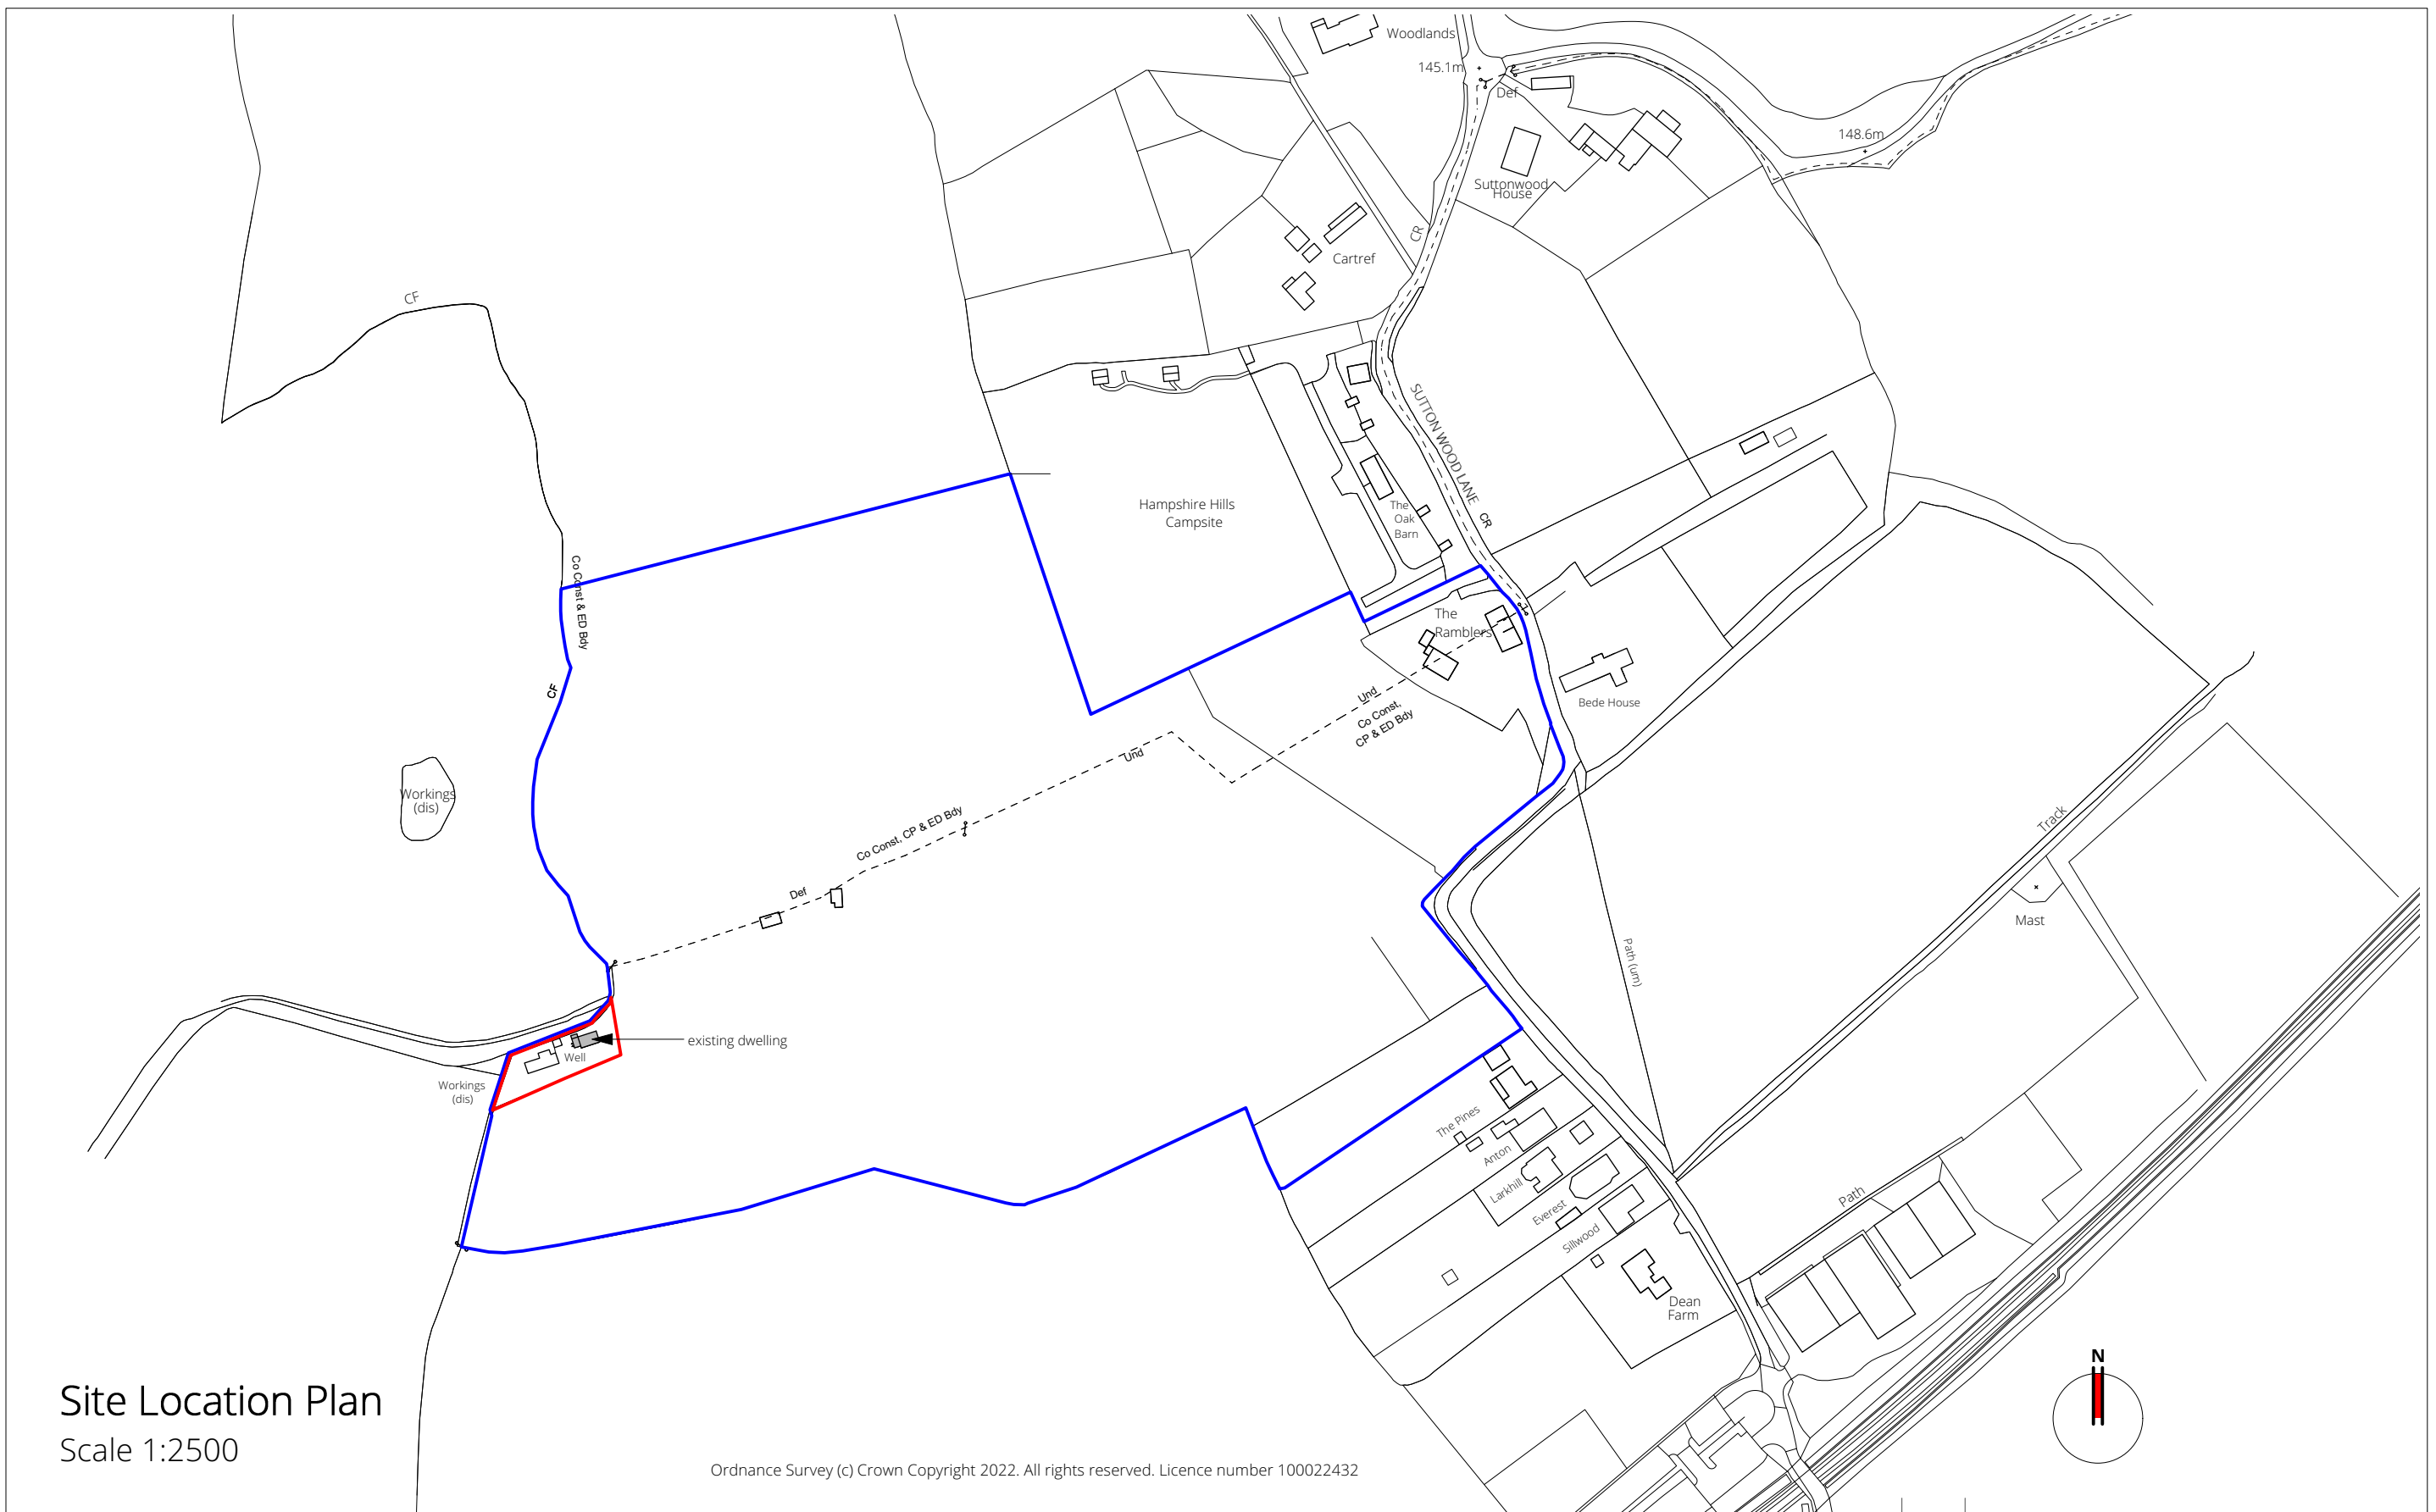 Woodlands
145.1m
Def
148.6m
Suttonwood
House
CR
Cartref
CF
SUTTON WOOD LANE
CR
Hampshire Hills
Campsite
The
Oak
Barn
Co Const & ED Bdy
The
Ramblers
CF
Und
Bede House
Co Const,
CP & ED Bdy
Und
Workings
(dis)
Co Const, CP & ED Bdy
Track
Def
Mast
Path (um)
existing dwelling
Well
Workings
(dis)
The Pines
Anton
Larkhill
Everest
Sillwood
Path
Dean
Farm
N
Site Location Plan
Scale 1:2500
Ordnance Survey (c) Crown Copyright 2022. All rights reserved. Licence number 100022432